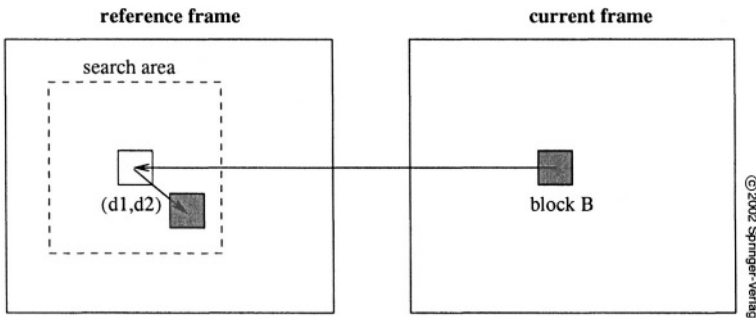 reference frame
current frame
search area
(d1,d2)
block B
©2002 Springer-Verlag